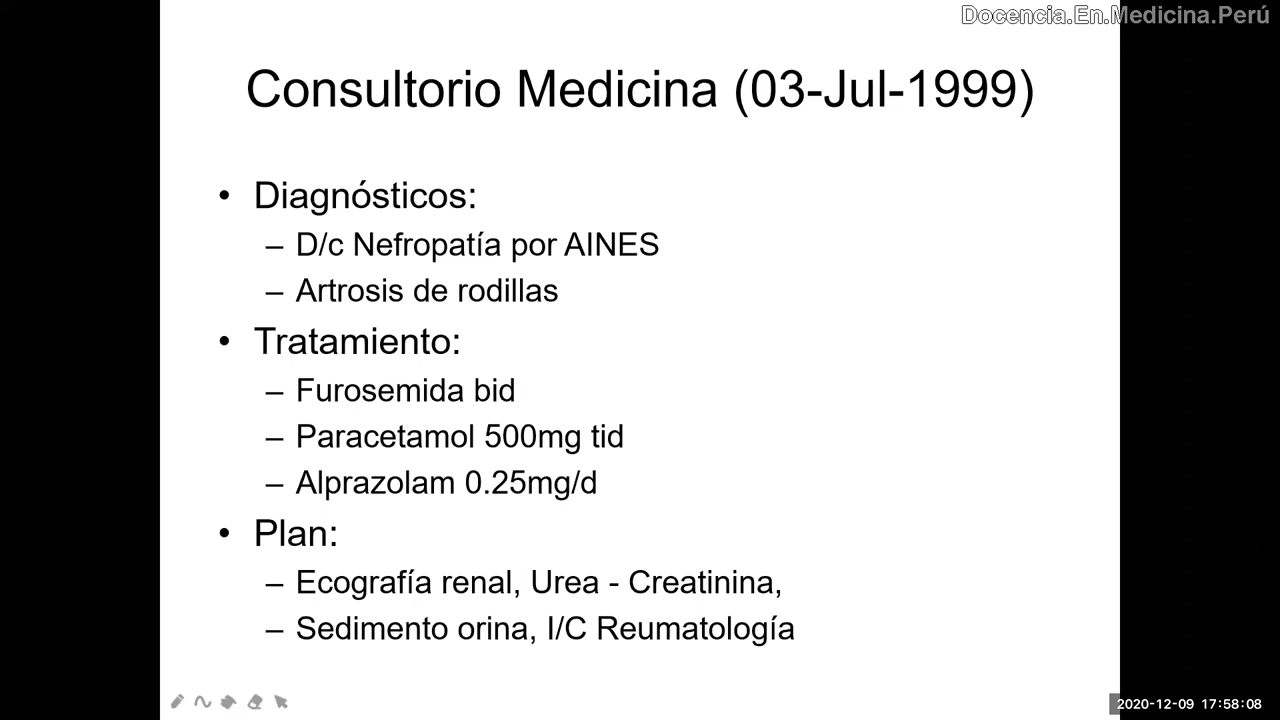 Docencia.En.Medicina.Perú
Consultorio Medicina (03-Jul-1999)
• Diagnósticos:
– D/c Nefropatía por AINES
– Artrosis de rodillas
• Tratamiento:
– Furosemida bid
– Paracetamol 500mg tid
– Alprazolam 0.25mg/d
• Plan:
– Ecografía renal, Urea - Creatinina,
– Sedimento orina, I/C Reumatología
2020-12-09 17:58:08